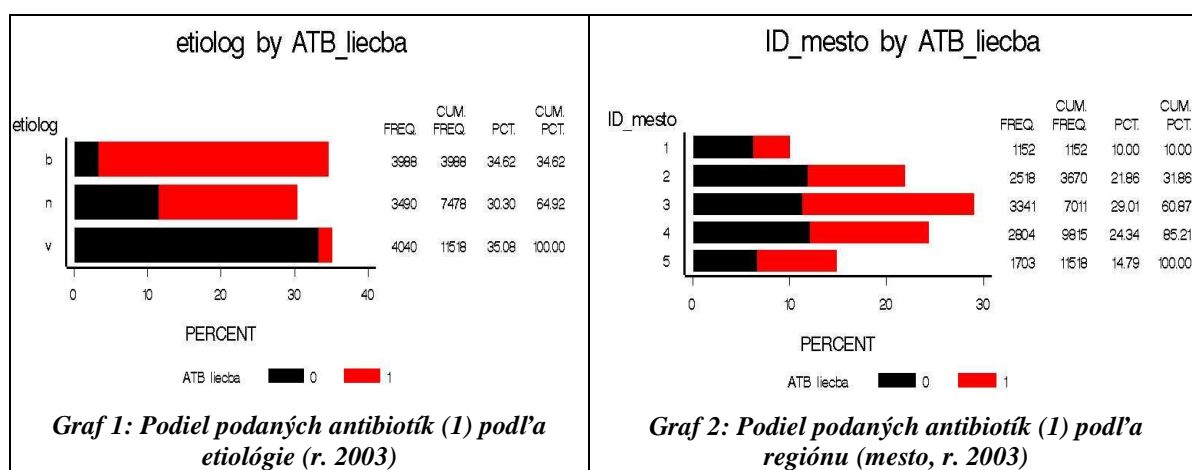 etiolog by ATB_liecba
etiolog FREQ. CUM. FREQ. PCT. CUM. PCT.
b 3988 3988 34.62 34.62
n 3490 7478 30.30 64.92
v 4040 11518 35.08 100.00
0 10 20 30 40
PERCENT
ATB liecba 0 1
Graf 1: Podiel podaných antibiotík (1) podľa
etiológie (r. 2003)
ID_mesto by ATB_liecba
ID_mesto FREQ. CUM. FREQ. PCT. CUM. PCT.
1 1152 1152 10.00 10.00
2 2518 3670 21.86 31.86
3 3341 7011 29.01 60.87
4 2804 9815 24.34 85.21
5 1703 11518 14.79 100.00
0 10 20 30
PERCENT
ATB liecba 0 1
Graf 2: Podiel podaných antibiotík (1) podľa
regiónu (mesto, r. 2003)